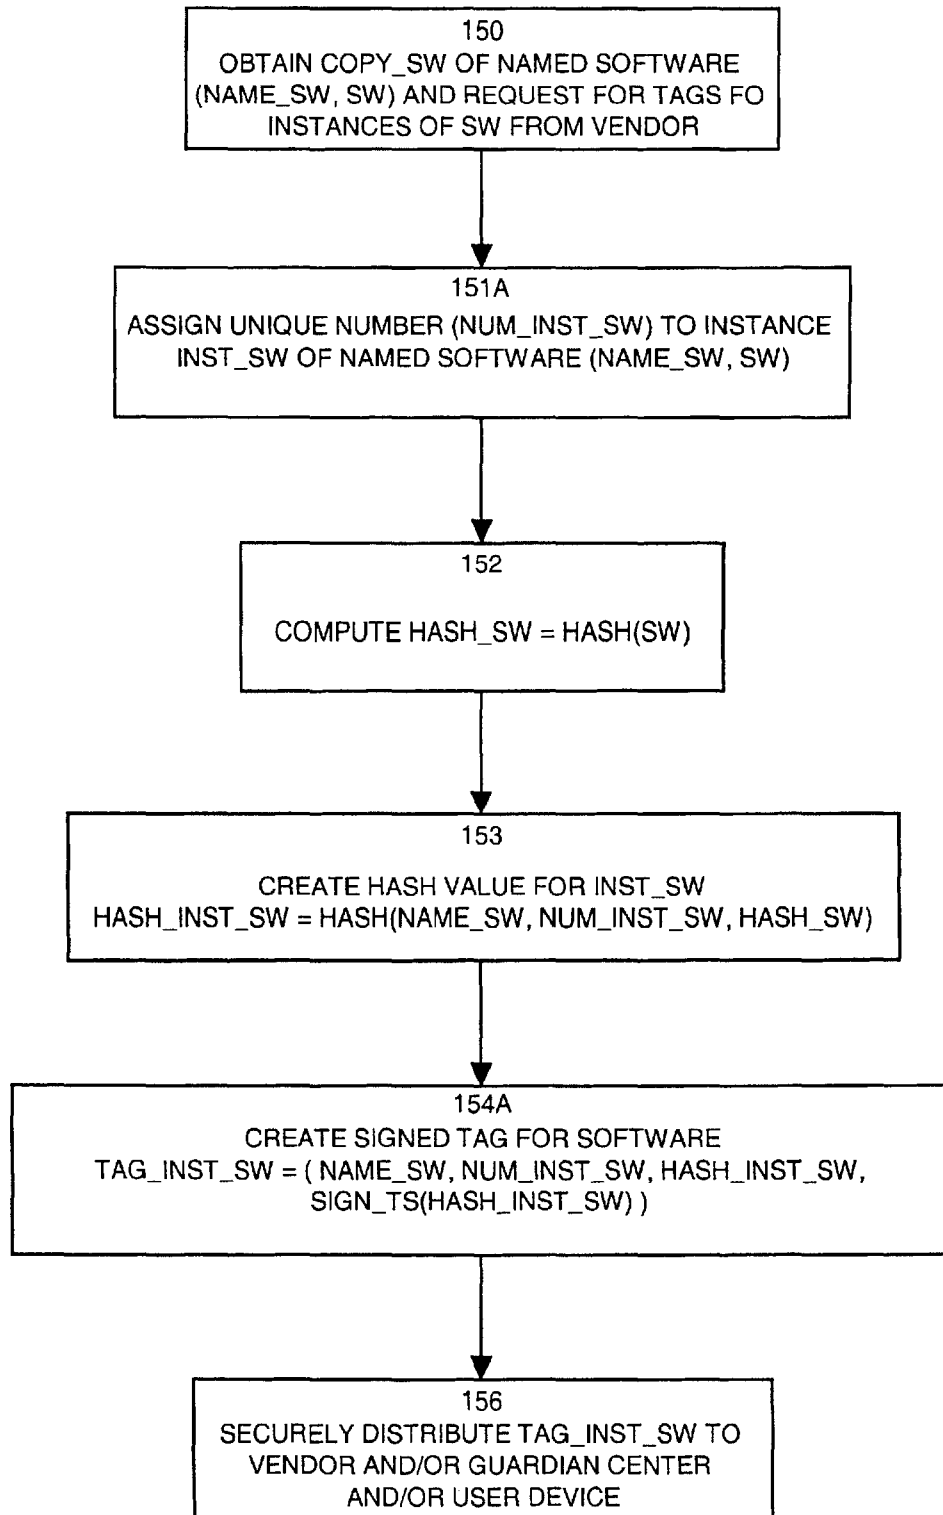 150
OBTAIN COPY_SW OF NAMED SOFTWARE
(NAME_SW, SW) AND REQUEST FOR TAGS FO
INSTANCES OF SW FROM VENDOR
151A
ASSIGN UNIQUE NUMBER (NUM_INST_SW) TO INSTANCE
INST_SW OF NAMED SOFTWARE (NAME_SW, SW)
152
COMPUTE HASH_SW = HASH(SW)
153
CREATE HASH VALUE FOR INST_SW
HASH_INST_SW = HASH(NAME_SW, NUM_INST_SW, HASH_SW)
154A
CREATE SIGNED TAG FOR SOFTWARE
TAG_INST_SW = ( NAME_SW, NUM_INST_SW, HASH_INST_SW,
SIGN_TS(HASH_INST_SW) )
156
SECURELY DISTRIBUTE TAG_INST_SW TO
VENDOR AND/OR GUARDIAN CENTER
AND/OR USER DEVICE